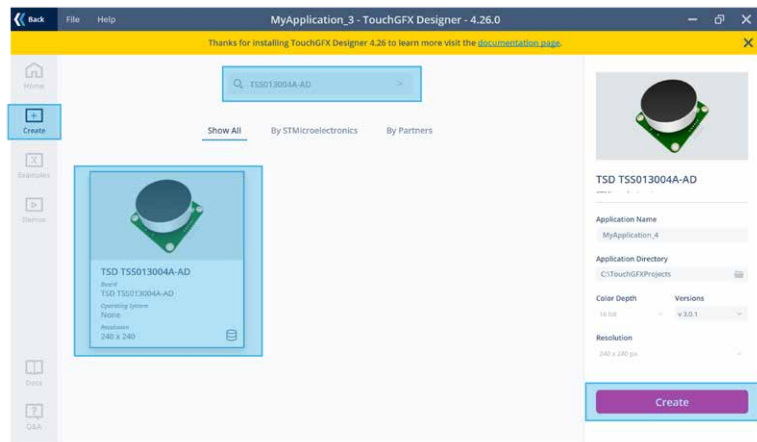 Back File Help MyApplication_3 - TouchGFX Designer - 4.26.0
Thanks for installing TouchGFX Designer 4.26 to learn more visit the documentation page.
Home
Create
Examples
Demos
Docs
Q&A
TSS013004A-AD
Show All By STMicroelectronics By Partners
TSD TSS013004A-AD
Board
TSD TSS013004A-AD
Operating System
None
Resolution
240 x 240
TSD TSS013004A-AD
Application Name
MyApplication_4
Application Directory
C:\TouchGFXProjects
Color Depth Versions
16 bit v 3.0.1
Resolution
240 x 240 px
Create